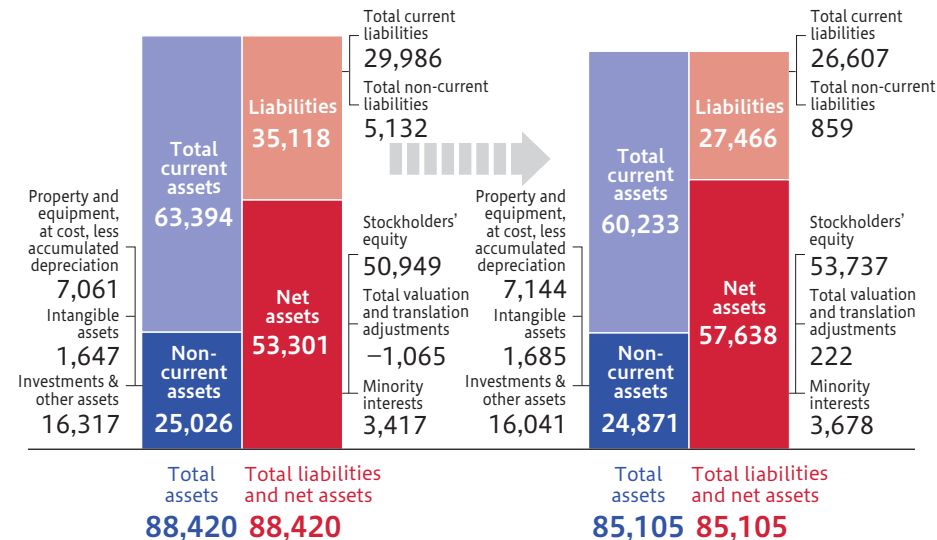 Total current
liabilities
29,986
Total non-current
liabilities
5,132
Liabilities
35,118
Total
current
assets
63,394
Property and
equipment,
at cost, less
accumulated
depreciation
7,061
Intangible
assets
1,647
Investments &
other assets
16,317
Non-
current
assets
25,026
Net
assets
53,301
Stockholders’
equity
50,949
Total valuation
and translation
adjustments
−1,065
Minority
interests
3,417
Total
assets
88,420
Total liabilities
and net assets
88,420
Total current
liabilities
26,607
Total non-current
liabilities
859
Liabilities
27,466
Total
current
assets
60,233
Property and
equipment,
at cost, less
accumulated
depreciation
7,144
Intangible
assets
1,685
Investments &
other assets
16,041
Non-
current
assets
24,871
Net
assets
57,638
Stockholders’
equity
53,737
Total valuation
and translation
adjustments
222
Minority
interests
3,678
Total
assets
85,105
Total liabilities
and net assets
85,105